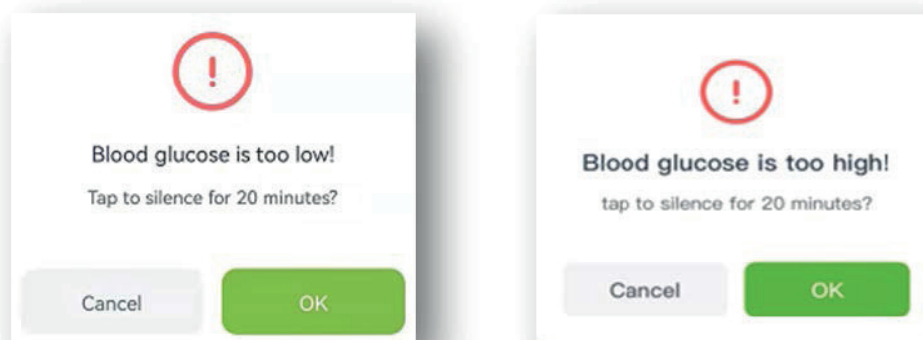 !
Blood glucose is too low!
Tap to silence for 20 minutes?
Cancel
OK
!
Blood glucose is too high!
tap to silence for 20 minutes?
Cancel
OK